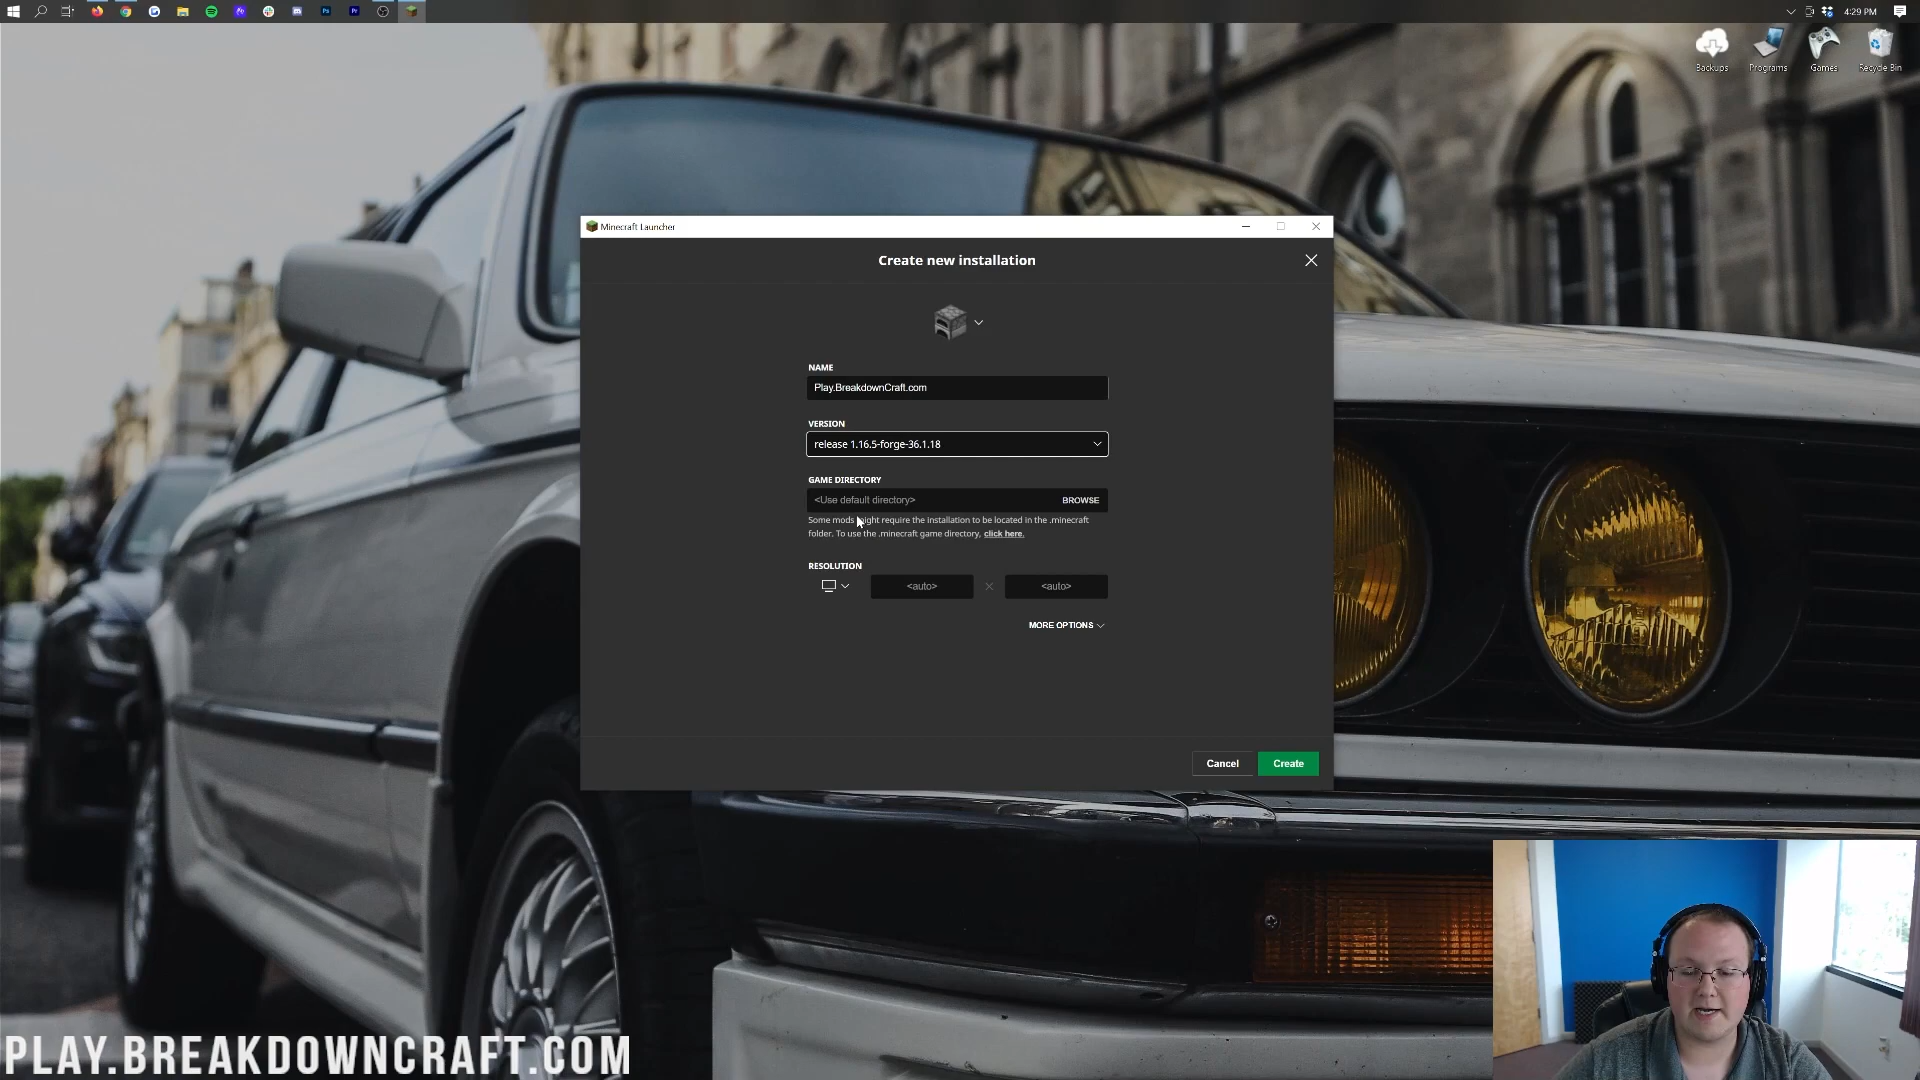 4:29 PM
Backups
Programs
Games
Recycle Bin
Minecraft Launcher
Create new installation
NAME
Play.BreakdownCraft.com
VERSION
release 1.16.5-forge-36.1.18
GAME DIRECTORY
<Use default directory>
BROWSE
Some mods might require the installation to be located in the .minecraft
folder. To use the .minecraft game directory, click here.
RESOLUTION
<auto>
<auto>
MORE OPTIONS
Cancel
Create
PLAY.BREAKDOWNCRAFT.COM